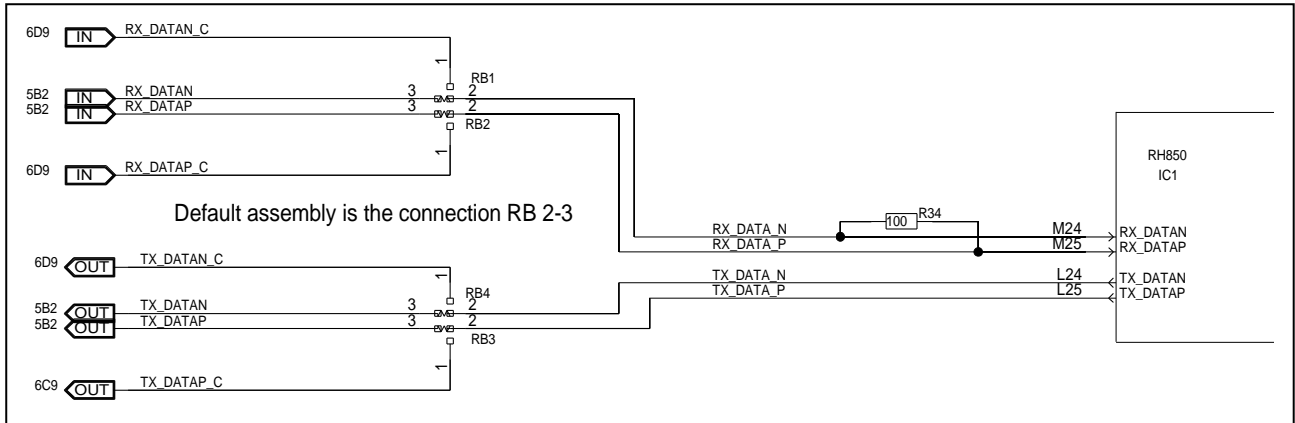 6D9 IN RX_DATAN_C
1
RB1
5B2 IN RX_DATAN 3 2
5B2 IN RX_DATAP 3 2
RB2
1
6D9 IN RX_DATAP_C
RH850
IC1
Default assembly is the connection RB 2-3
100 R34
RX_DATA_N M24 RX_DATAN
RX_DATA_P M25 RX_DATAP
6D9 OUT TX_DATAN_C
1
TX_DATA_N L24 TX_DATAN
TX_DATA_P L25 TX_DATAP
RB4
5B2 OUT TX_DATAN 3 2
5B2 OUT TX_DATAP 3 2
RB3
1
6C9 OUT TX_DATAP_C